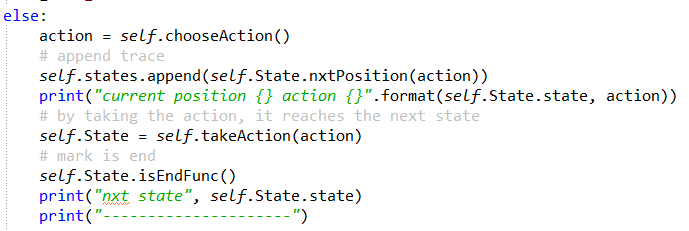 else:
action = self.chooseAction()
# append trace
self.states.append(self.State.nxtPosition(action))
print("current position {} action {}".format(self.State.state, action))
# by taking the action, it reaches the next state
self.State = self.takeAction(action)
# mark is end
self.State.isEndFunc()
print("nxt state", self.State.state)
print("---------------------")